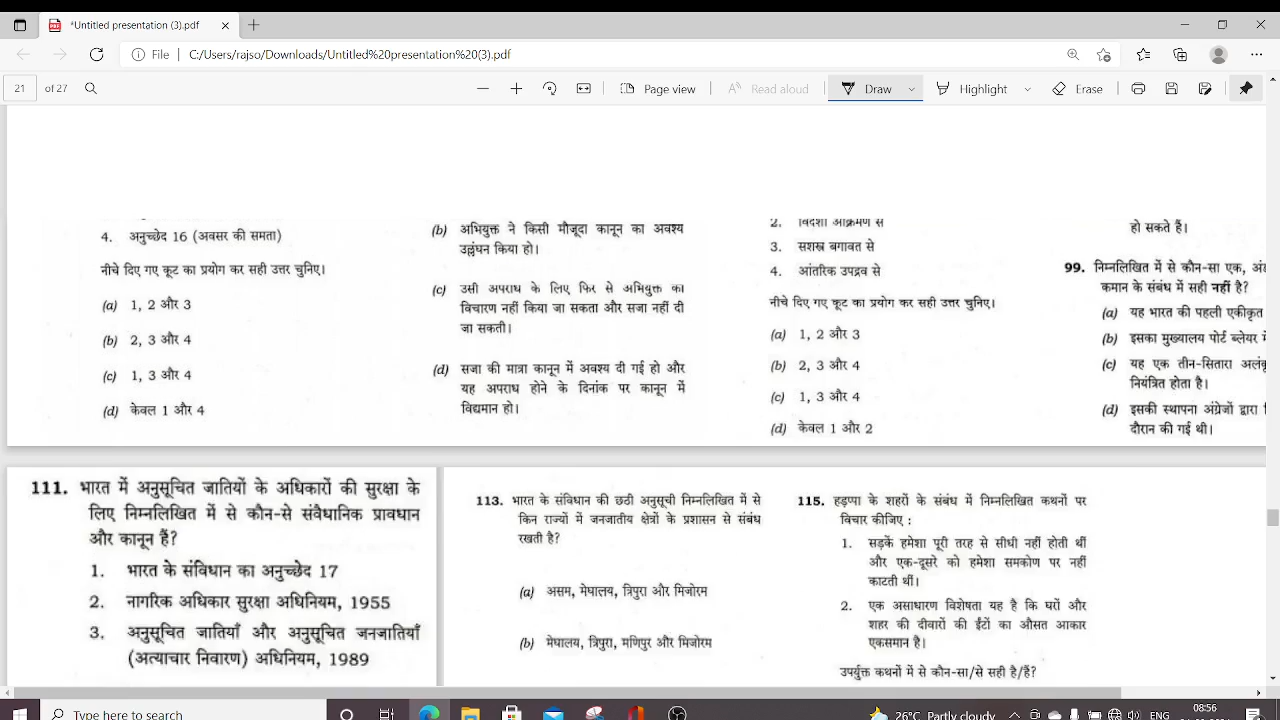 *Untitled presentation (3).pdf
File
C:/Users/rajso/Downloads/Untitled%20presentation%20(3).pdf
21
of 27
Page view
Read aloud
Draw
Highlight
Erase
4. अनुच्छेद 16 (अवसर की समता)
नीचे दिए गए कूट का प्रयोग कर सही उत्तर चुनिए।
(a) 1, 2 और 3
(b) 2, 3 और 4
(c) 1, 3 और 4
(d) केवल 1 और 4
(b) अभियुक्त ने किसी मौजूदा कानून का अवश्य
उल्लंघन किया हो।
(c) उसी अपराध के लिए फिर से अभियुक्त का
विचारण नहीं किया जा सकता और सजा नहीं दी
जा सकती।
(d) सजा की मात्रा कानून में अवश्य दी गई हो और
यह अपराध होने के दिनांक पर कानून में
विद्यमान हो।
2. विदेशी आक्रमण से
3. सशस्त्र बगावत से
4. आंतरिक उपद्रव से
नीचे दिए गए कूट का प्रयोग कर सही उत्तर चुनिए।
(a) 1, 2 और 3
(b) 2, 3 और 4
(c) 1, 3 और 4
(d) केवल 1 और 2
हो सकते हैं।
99. निम्नलिखित में से कौन-सा एक,
कमान के संबंध में सही नहीं है?
(a) यह भारत की पहली एकीकृत
(b) इसका मुख्यालय पोर्ट ब्लेयर
(c) यह एक तीन-सितारा
नियंत्रित होता है।
(d) इसकी स्थापना अंग्रेजों द्वारा
दौरान की गई थी।
111. भारत में अनुसूचित जातियों के अधिकारों की सुरक्षा के
लिए निम्नलिखित में से कौन-से संवैधानिक प्रावधान
और कानून हैं?
1. भारत के संविधान का अनुच्छेद 17
2. नागरिक अधिकार सुरक्षा अधिनियम, 1955
3. अनुसूचित जातियाँ और अनुसूचित जनजातियाँ
(अत्याचार निवारण) अधिनियम, 1989
113. भारत के संविधान की छठी अनुसूची निम्नलिखित में से
किन राज्यों में जनजातीय क्षेत्रों के प्रशासन से संबंध
रखती है?
(a) असम, मेघालय, त्रिपुरा और मिजोरम
(b) मेघालय, त्रिपुरा, मणिपुर और मिजोरम
115. हड़प्पा के शहरों के संबंध में निम्नलिखित कथनों पर
विचार कीजिए :
1. सड़कें हमेशा पूरी तरह से सीधी नहीं होती थीं
और एक-दूसरे को हमेशा समकोण पर नहीं
काटती थीं।
2. एक असाधारण विशेषता यह है कि घरों और
शहर की दीवारों की ईंटों का औसत आकार
एकसमान है।
उपर्युक्त कथनों में से कौन-सा/से सही है/हैं?
Type here to search
26°C Partly cloudy
ENG
08:56